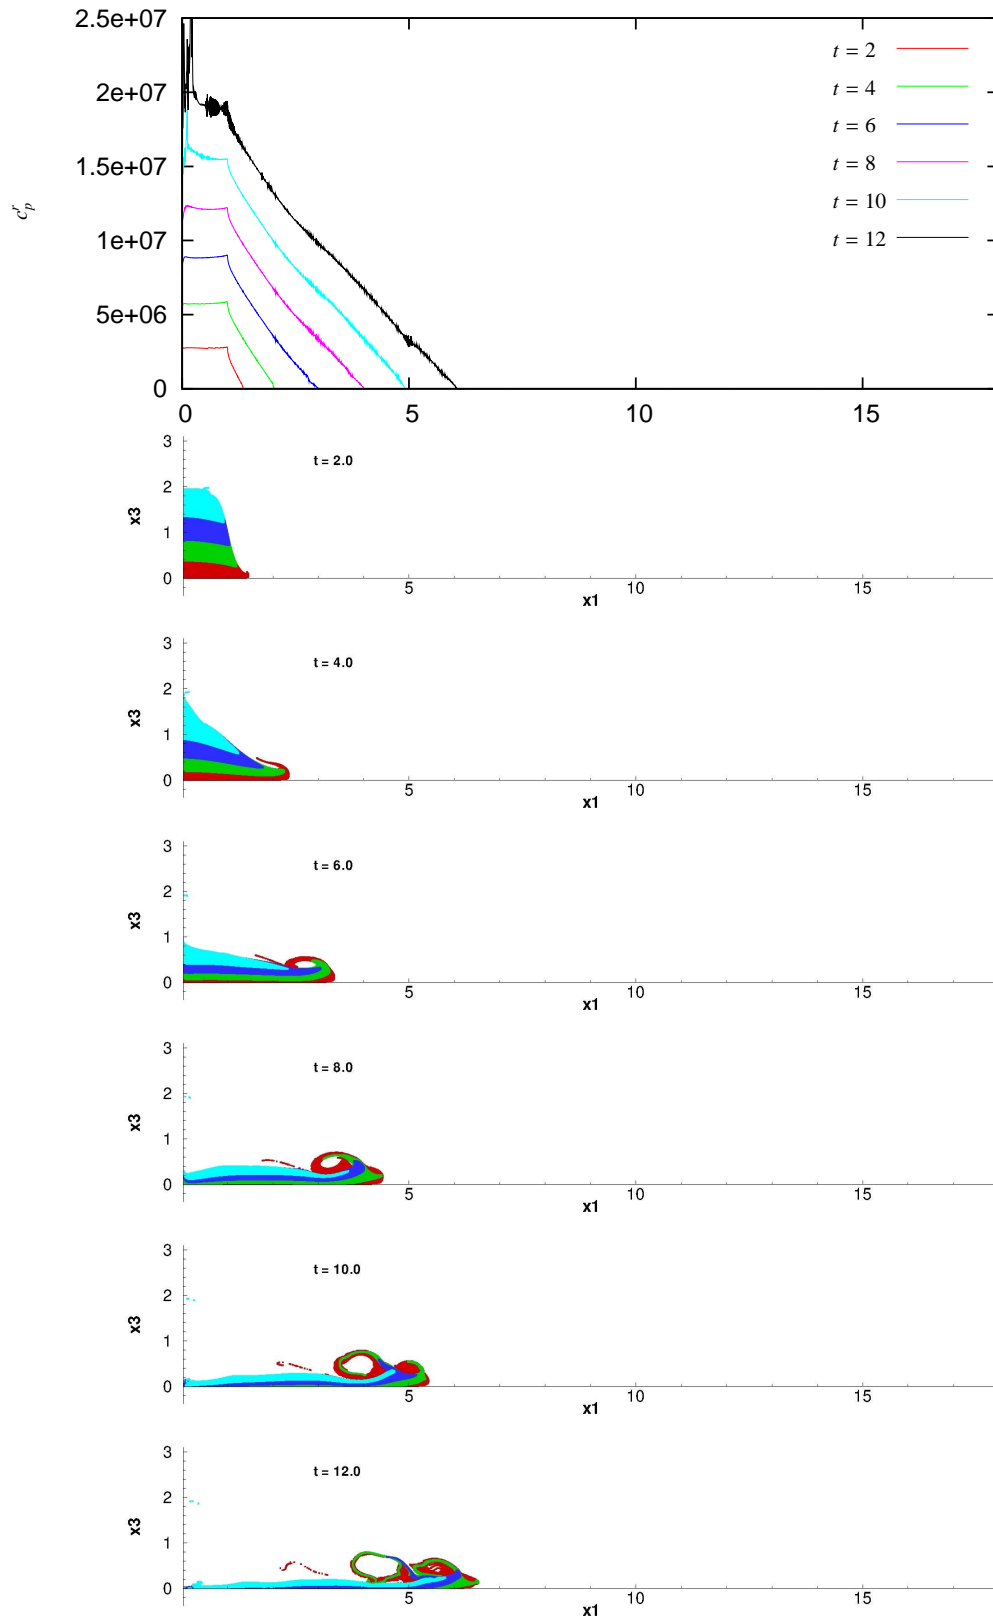 2.5e+07
2e+07
1.5e+07
1e+07
5e+06
0
c_p^r
t = 2
t = 4
t = 6
t = 8
t = 10
t = 12
0 5 10 15
3
2
1
0
x3
t = 2.0
5 10 15
x1
3
2
1
0
x3
t = 4.0
5 10 15
x1
3
2
1
0
x3
t = 6.0
5 10 15
x1
3
2
1
0
x3
t = 8.0
5 10 15
x1
3
2
1
0
x3
t = 10.0
5 10 15
x1
3
2
1
0
x3
t = 12.0
5 10 15
x1